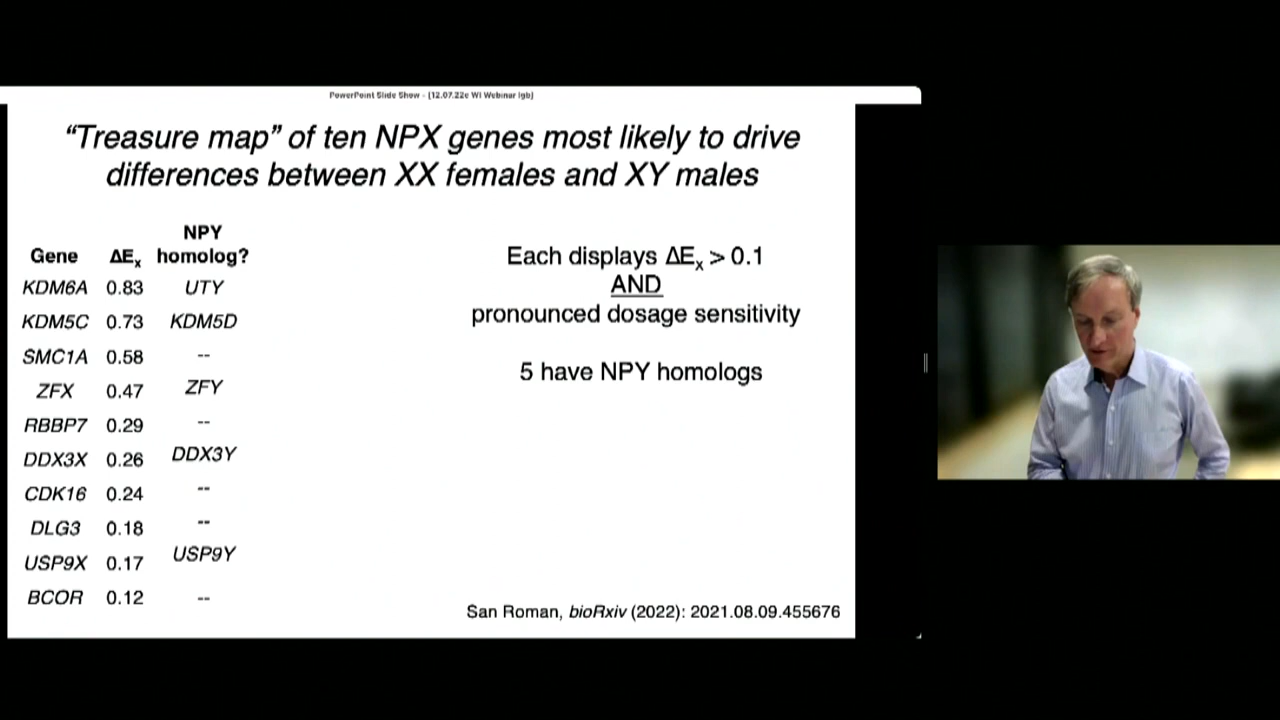 PowerPoint Slide Show - [12.07.22c WI Webinar lgb]
“Treasure map” of ten NPX genes most likely to drive
differences between XX females and XY males
NPY
Gene ΔEx homolog?
KDM6A 0.83 UTY
KDM5C 0.73 KDM5D
SMC1A 0.58 --
ZFX 0.47 ZFY
RBBP7 0.29 --
DDX3X 0.26 DDX3Y
CDK16 0.24 --
DLG3 0.18 --
USP9X 0.17 USP9Y
BCOR 0.12 --
Each displays ΔEx > 0.1
AND
pronounced dosage sensitivity
5 have NPY homologs
San Roman, bioRxiv (2022): 2021.08.09.455676